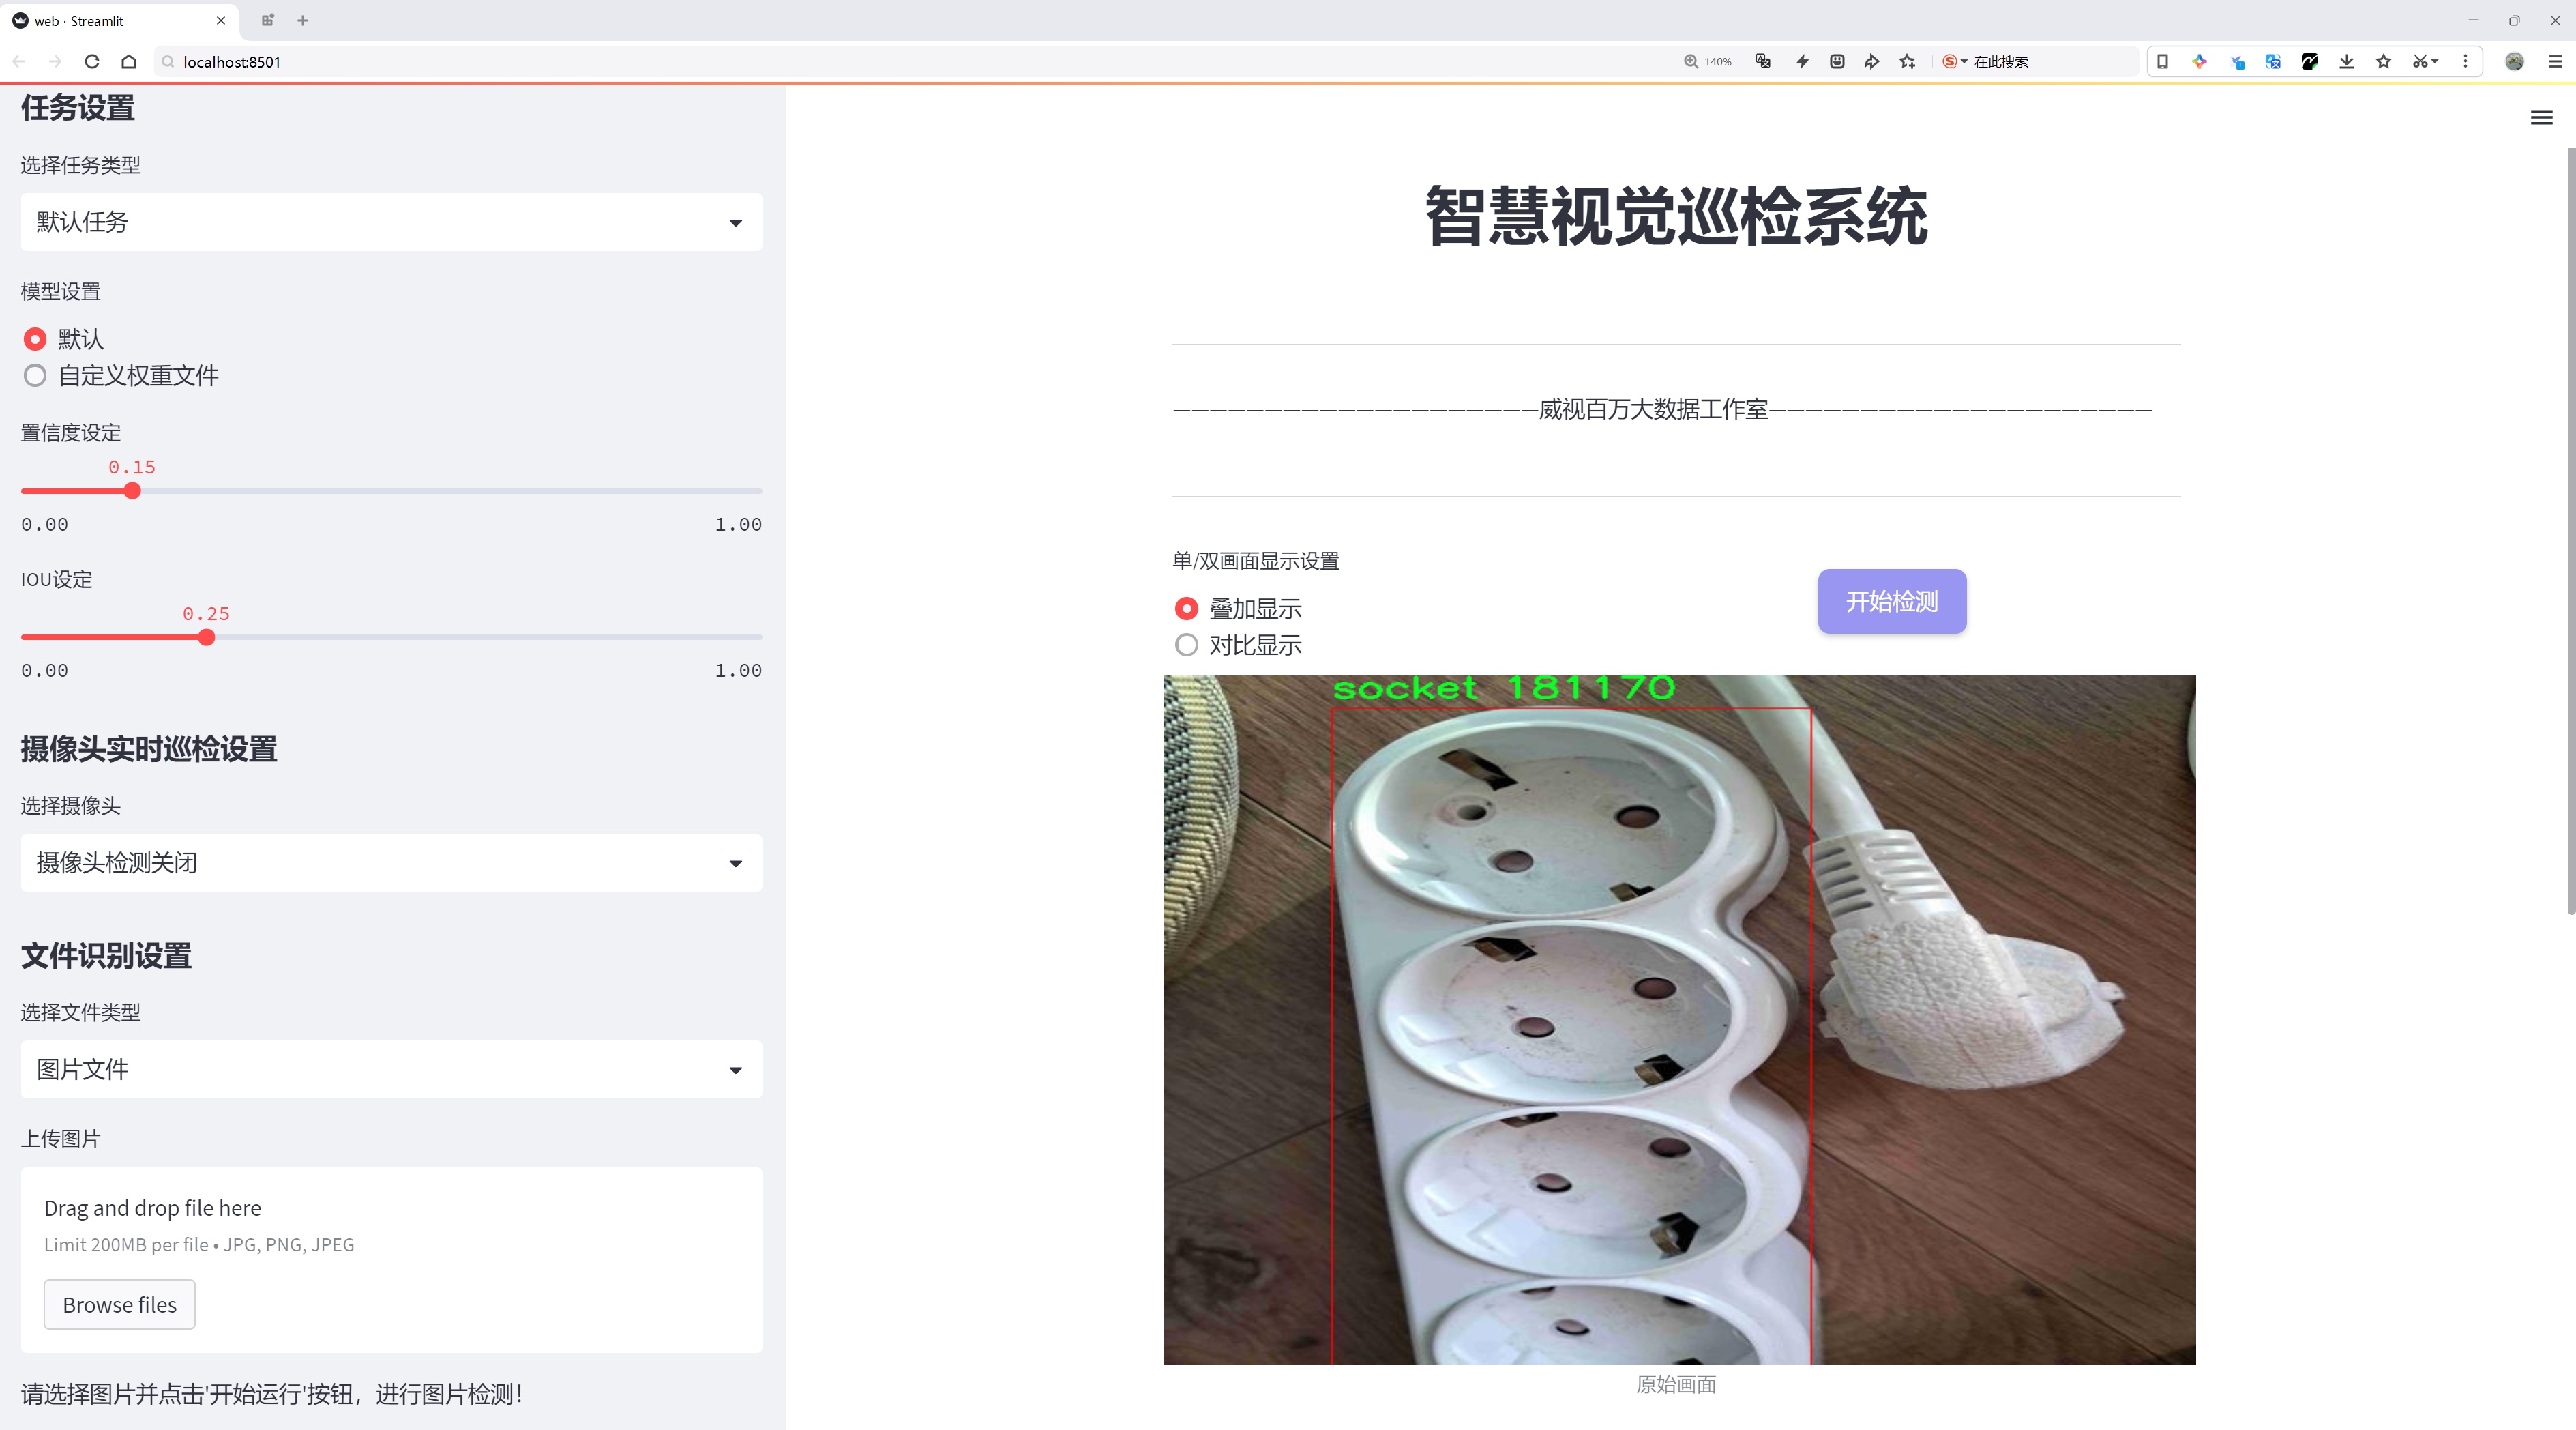 web · Streamlit
localhost:8501
140%
在此搜索
任务设置
选择任务类型
默认任务
模型设置
默认
自定义权重文件
置信度设定
0.15
0.00
1.00
IOU设定
0.25
0.00
1.00
摄像头实时巡检设置
选择摄像头
摄像头检测关闭
文件识别设置
选择文件类型
图片文件
上传图片
Drag and drop file here
Limit 200MB per file • JPG, PNG, JPEG
Browse files
请选择图片并点击'开始运行'按钮，进行图片检测！
智慧视觉巡检系统
————————————————————威视百万大数据工作室—————————————————————
单/双画面显示设置
叠加显示
对比显示
开始检测
socket 181170
原始画面